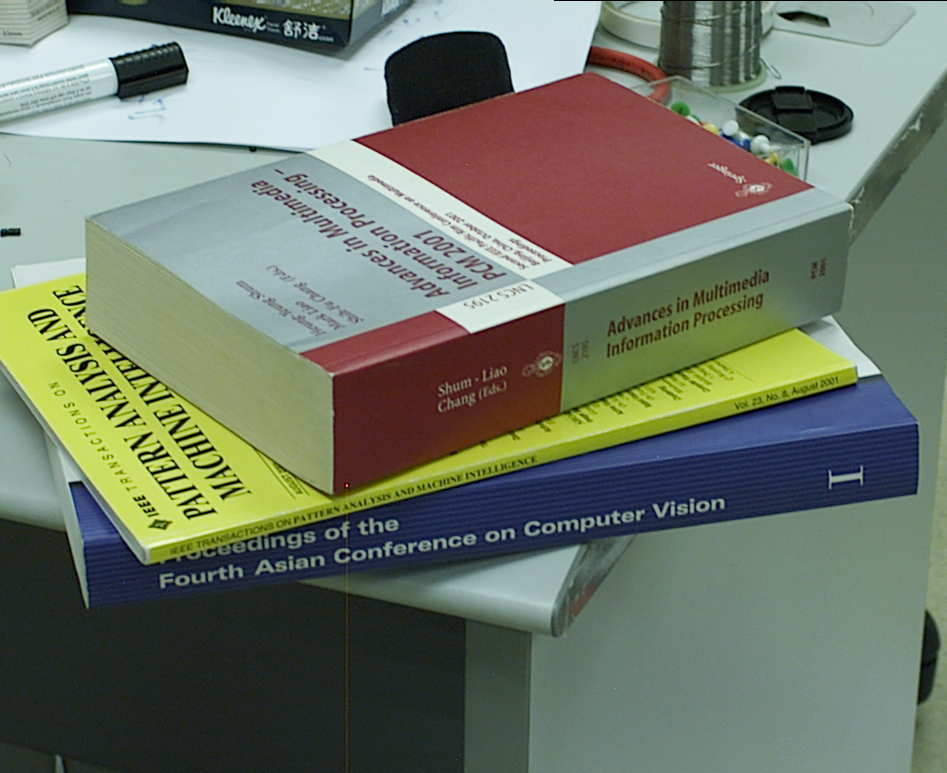 Kleenex 舒洁
Springer
Advances in Multimedia
Information Processing –
PCM 2001
Second IEEE Pacific Rim Conference on Multimedia
Beijing, China, October 2001
Proceedings
Heung-Yeung Shum
Mark Liao
Shih-Fu Chang (Eds.)
LNCS 2195
Shum · Liao
Chang (Eds.)
LNCS
2195
Advances in Multimedia
Information Processing
PCM
2001
IEEE TRANSACTIONS ON
PATTERN ANALYSIS AND
MACHINE
Vol. 23, No. 8, August 2001
IEEE TRANSACTIONS ON PATTERN ANALYSIS AND MACHINE INTELLIGENCE
Proceedings of the
Fourth Asian Conference on Computer Vision
I